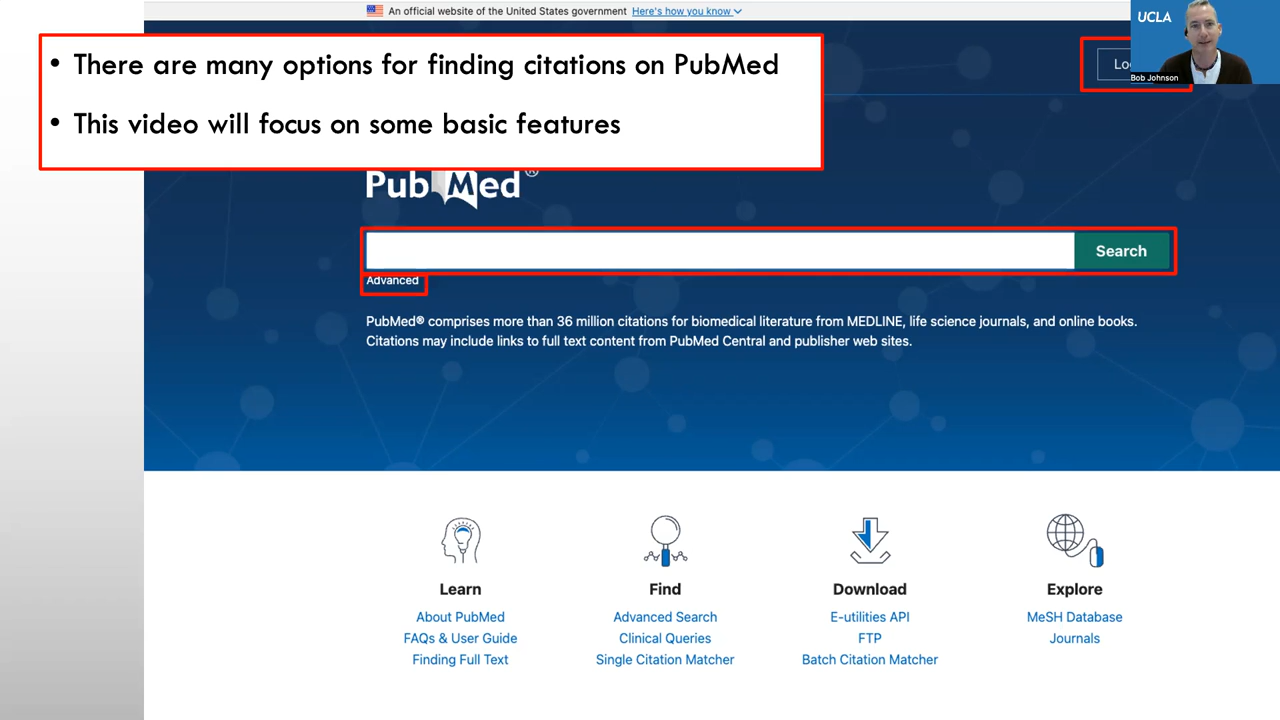 An official website of the United States government Here's how you know
UCLA
• There are many options for finding citations on PubMed
• This video will focus on some basic features
Bob Johnson
PubMed®
Search
Advanced
PubMed® comprises more than 36 million citations for biomedical literature from MEDLINE, life science journals, and online books.
Citations may include links to full text content from PubMed Central and publisher web sites.
Learn
About PubMed
FAQs & User Guide
Finding Full Text
Find
Advanced Search
Clinical Queries
Single Citation Matcher
Download
E-utilities API
FTP
Batch Citation Matcher
Explore
MeSH Database
Journals